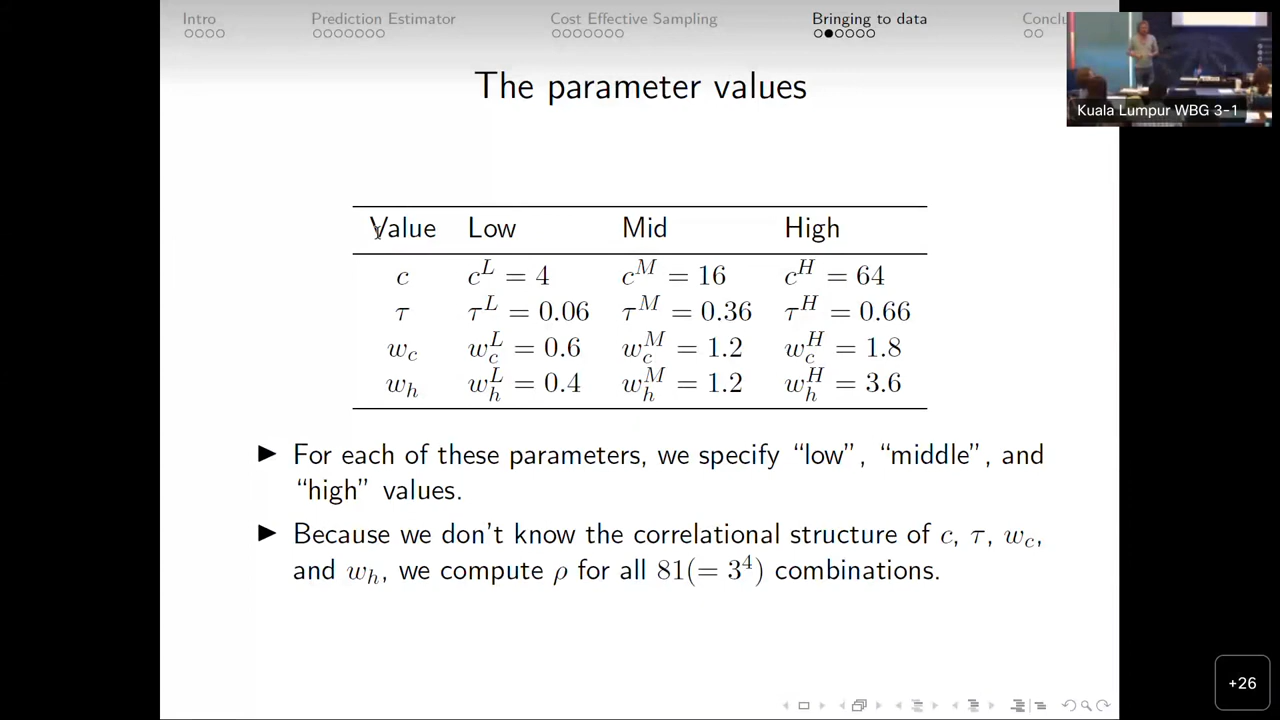 Intro Prediction Estimator Cost Effective Sampling Bringing to data Conclu
The parameter values
Kuala Lumpur WBG 3-1
Value Low Mid High
c c^L = 4 c^M = 16 c^H = 64
τ τ^L = 0.06 τ^M = 0.36 τ^H = 0.66
w_c w_c^L = 0.6 w_c^M = 1.2 w_c^H = 1.8
w_h w_h^L = 0.4 w_h^M = 1.2 w_h^H = 3.6
▶ For each of these parameters, we specify “low”, “middle”, and
“high” values.
▶ Because we don't know the correlational structure of c, τ, w_c,
and w_h, we compute ρ for all 81(= 3^4) combinations.
+26